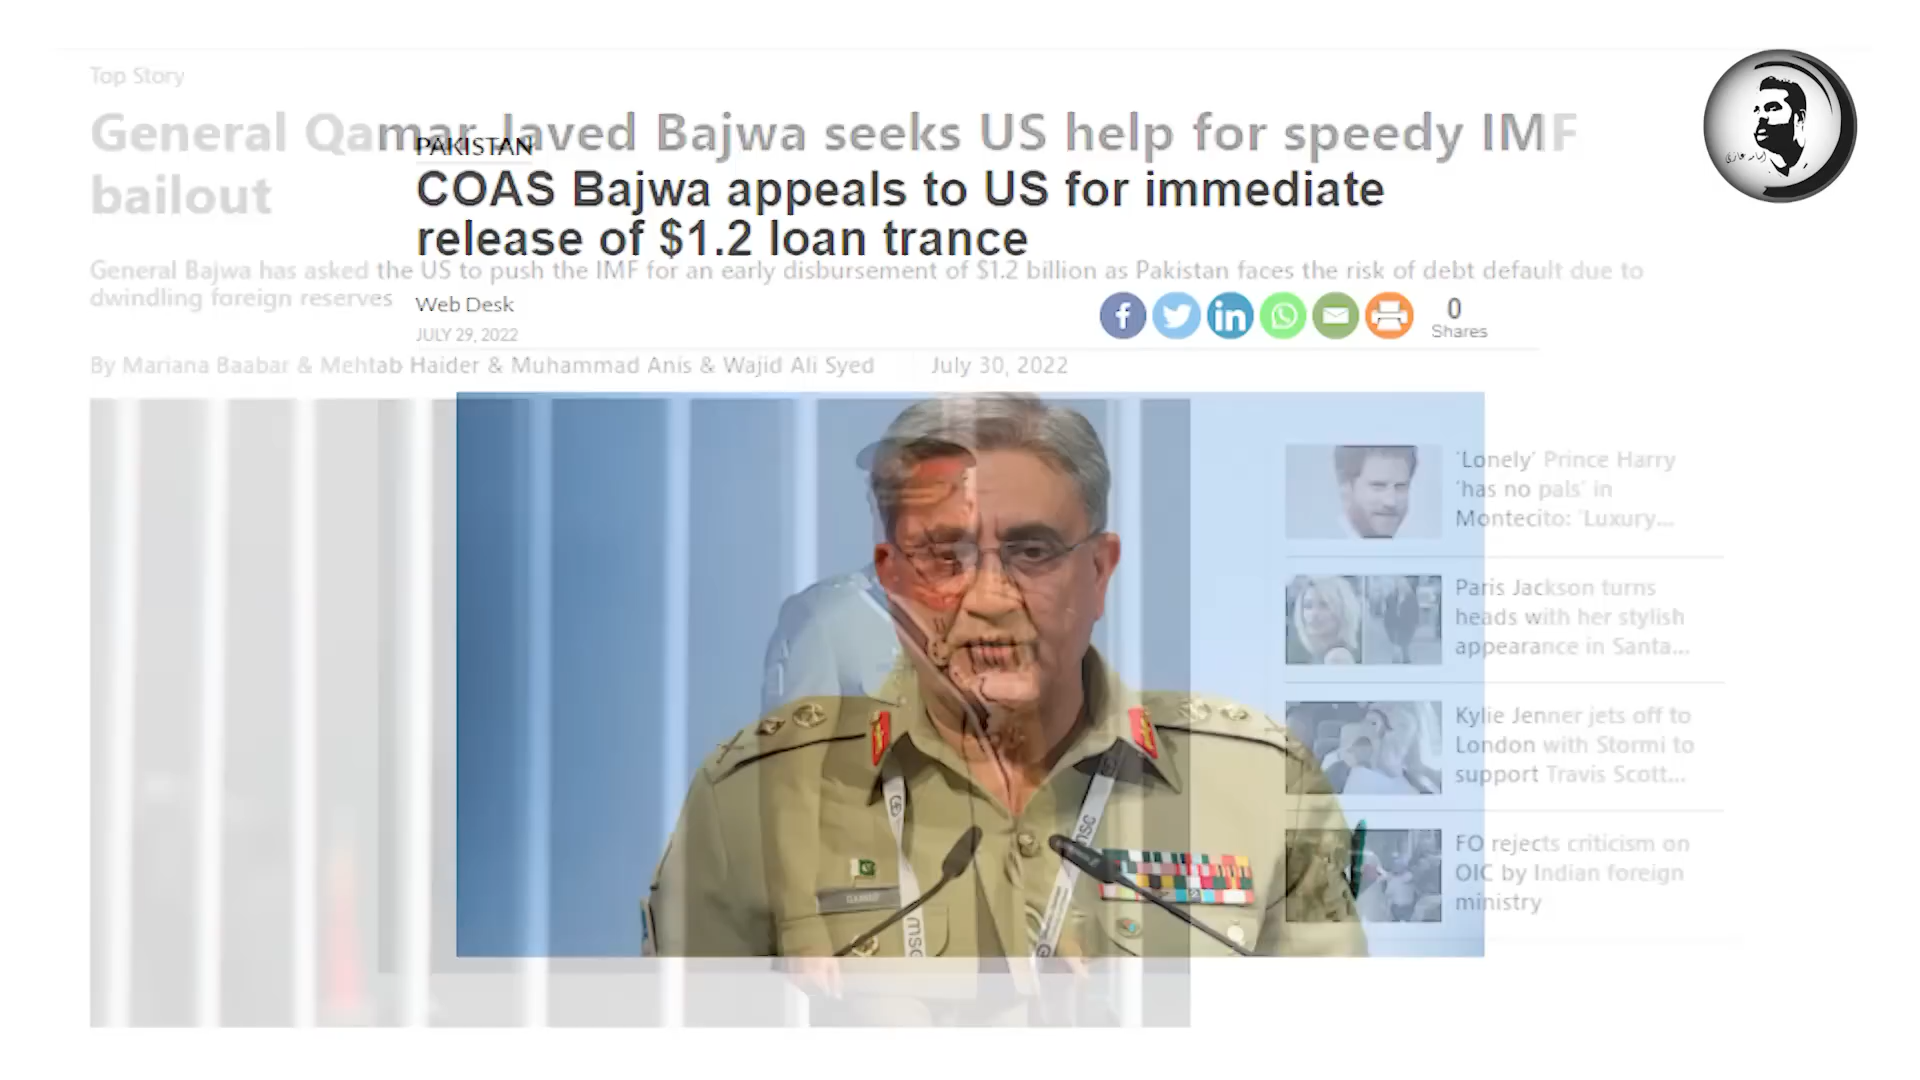 Top Story
General Qamar Javed Bajwa seeks US help for speedy IMF
bailout
General Bajwa has asked the US to push the IMF for an early disbursement of $1.2 billion as Pakistan faces the risk of debt default due to
dwindling foreign reserves
By Mariana Baabar & Mehtab Haider & Muhammad Anis & Wajid Ali Syed July 30, 2022
PAKISTAN
COAS Bajwa appeals to US for immediate
release of $1.2 loan trance
Web Desk
JULY 29, 2022
0
Shares
'Lonely' Prince Harry
'has no pals' in
Montecito: 'Luxury...
Paris Jackson turns
heads with her stylish
appearance in Santa...
Kylie Jenner jets off to
London with Stormi to
support Travis Scott...
FO rejects criticism on
OIC by Indian foreign
ministry
msc
msc